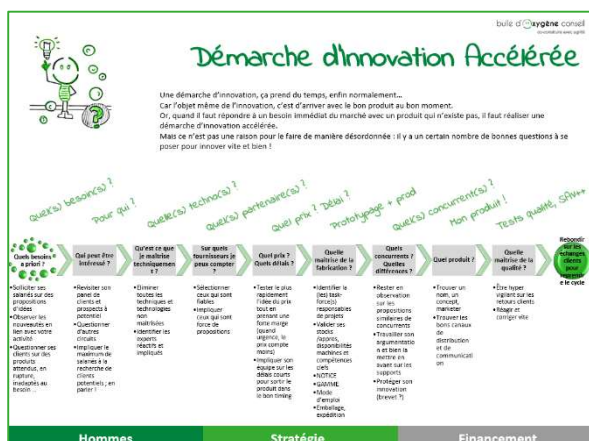 bulle d'Oxygène conseil
Démarche d'Innovation Accélérée
Une démarche d'innovation, ça prend du temps, enfin normalement...
Car l'objet même de l'innovation, c'est d'arriver avec le bon produit au bon moment.
Or, quand il faut répondre à un besoin immédiat du marché avec un produit qui n'existe pas, il faut réaliser une
démarche d'innovation accélérée.
Mais ce n'est pas une raison pour le faire de manière désordonnée : il y a un certain nombre de bonnes questions à se
poser pour innover vite et bien !
Quel(s) besoin(s) ?
Pour qui ?
Quelle(s) techno(s) ?
Quel(s) partenaire(s) ?
Quel prix ? Délai ?
Prototypage + prod
Quel(s) concurrent(s) ?
Mon produit !
Tests qualité, SAV++
Quels besoins
a priori ?
•Solliciter ses
salariés sur des
propositions
d'idées
•Observer les
nouveautés en
lien avec votre
activité
•Questionner ses
clients sur des
produits
attendus, en
rupture,
inadaptés au
besoin ...
Qui peut être
intéressé ?
•Revisiter son
panel de
clients et
prospects à
potentiel
•Questionner
d'autres
circuits
•Impliquer le
maximum de
salariés à la
recherche de
clients
potentiels ; en
parler !
Qu'est ce que
je maîtrise
techniquemen
t ?
•Eliminer
toutes les
techniques et
technologies
non
maîtrisées
•Identifier les
experts
réactifs et
impliqués
Sur quels
fournisseurs je
peux compter ?
•Sélectionner
ceux qui sont
fiables
•Impliquer
ceux qui sont
force de
propositions
Quel prix ?
Quels délais ?
•Tester le plus
rapidement
l'idée du prix
tout en
prenant une
forte marge
(quand
urgence, le
prix compte
moins)
•Impliquer son
équipe sur les
délais courts
pour sortir le
produit dans
le bon timing
Quelle
maîtrise de la
fabrication ?
•Identifier la
(les) task-
force(s)
responsables
de projets
•Valider ses
stocks
/appros,
disponibilités
machines et
compétences
clefs
•NOTICE
•GAMME,
•Mode
d'emploi
•Emballage,
expédition
Quels
concurrents ?
Quelles
différences ?
•Rester en
observation
sur les
propositions
similaires de
concurrents
•Travailler son
argumentatio
n et bien la
mettre en
avant sur les
supports
•Protéger son
innovation
(brevet ?)
Quel produit ?
•Trouver un
nom, un
concept,
marketer
•Trouver les
bons canaux
de
distribution
et de
communicati
on
Quelle
maîtrise de la
qualité ?
•Être hyper
vigilant sur les
retours clients
•Réagir et
corriger vite
Rebondir
sur les
échanges
clients
pour
le cycle
Hommes
Stratégie
Financement